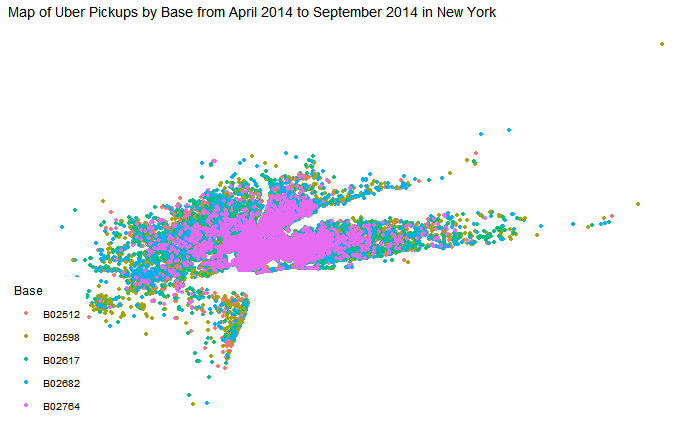 Map of Uber Pickups by Base from April 2014 to September 2014 in New York
Base
B02512
B02598
B02617
B02682
B02764